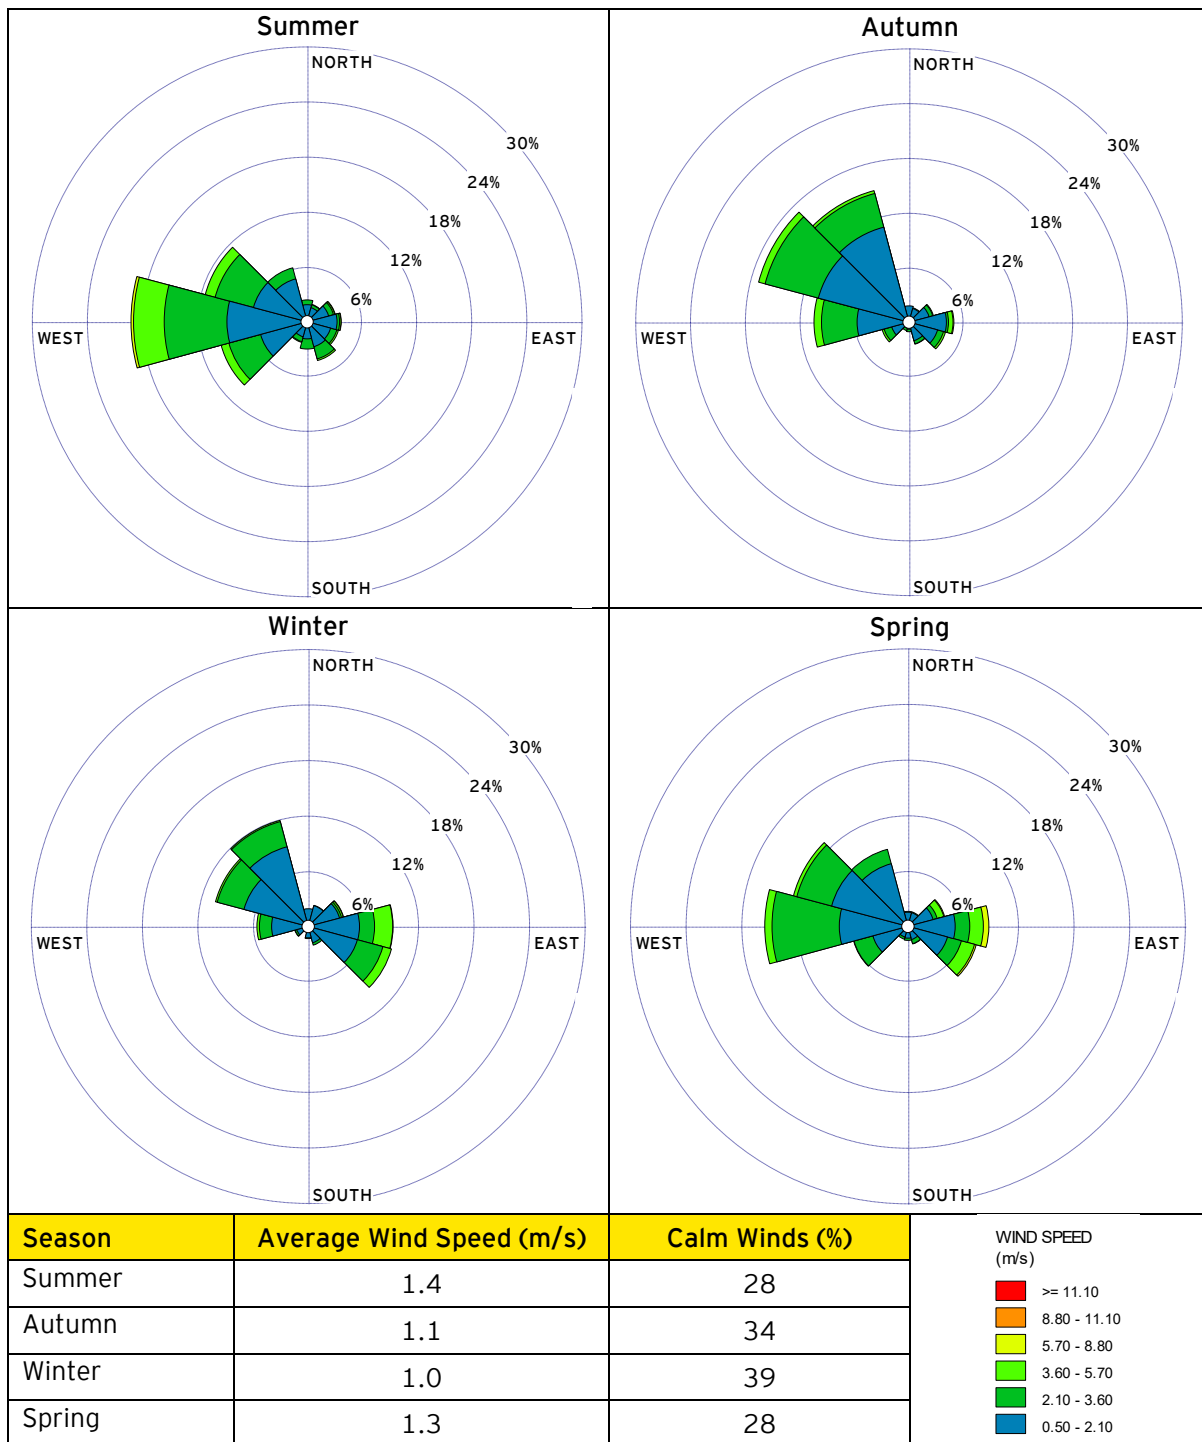 Summer
NORTH
30%
24%
18%
12%
6%
WEST
EAST
SOUTH
Autumn
NORTH
30%
24%
18%
12%
6%
WEST
EAST
SOUTH
Winter
NORTH
30%
24%
18%
12%
6%
WEST
EAST
SOUTH
Spring
NORTH
30%
24%
18%
12%
6%
WEST
EAST
SOUTH
Season Average Wind Speed (m/s) Calm Winds (%)
Summer 1.4 28
Autumn 1.1 34
Winter 1.0 39
Spring 1.3 28
WIND SPEED
(m/s)
>= 11.10
8.80 - 11.10
5.70 - 8.80
3.60 - 5.70
2.10 - 3.60
0.50 - 2.10